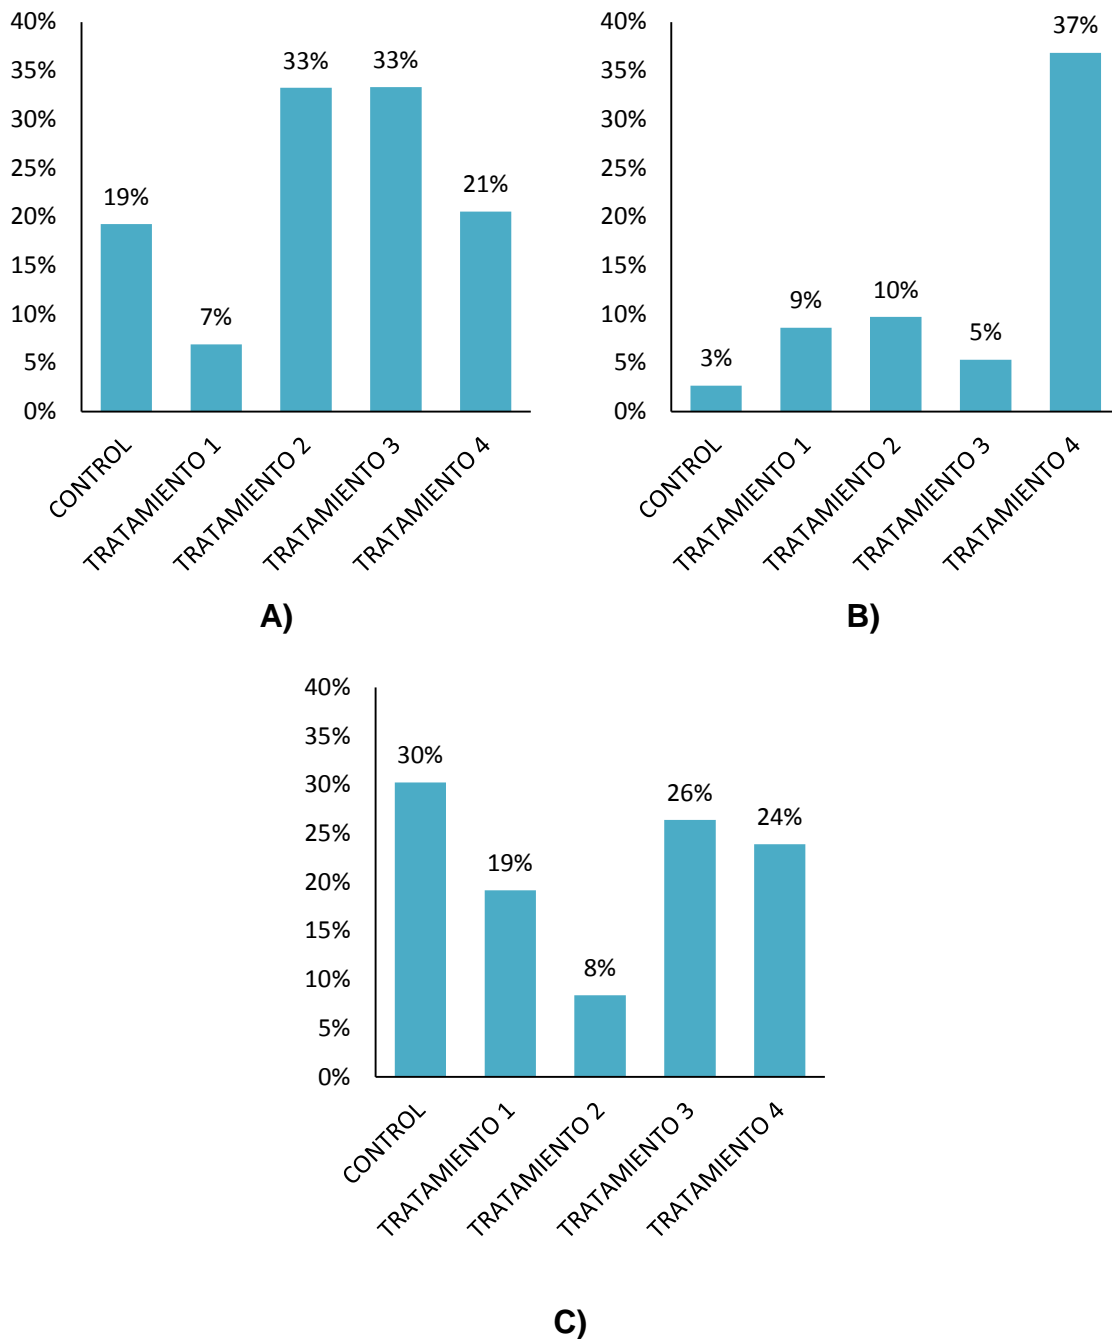 40%
35%
30%
25%
20%
15%
10%
5%
0%
19%
7%
33%
33%
21%
CONTROL
TRATAMIENTO 1
TRATAMIENTO 2
TRATAMIENTO 3
TRATAMIENTO 4
A)
40%
35%
30%
25%
20%
15%
10%
5%
0%
3%
9%
10%
5%
37%
CONTROL
TRATAMIENTO 1
TRATAMIENTO 2
TRATAMIENTO 3
TRATAMIENTO 4
B)
40%
35%
30%
25%
20%
15%
10%
5%
0%
30%
19%
8%
26%
24%
CONTROL
TRATAMIENTO 1
TRATAMIENTO 2
TRATAMIENTO 3
TRATAMIENTO 4
C)